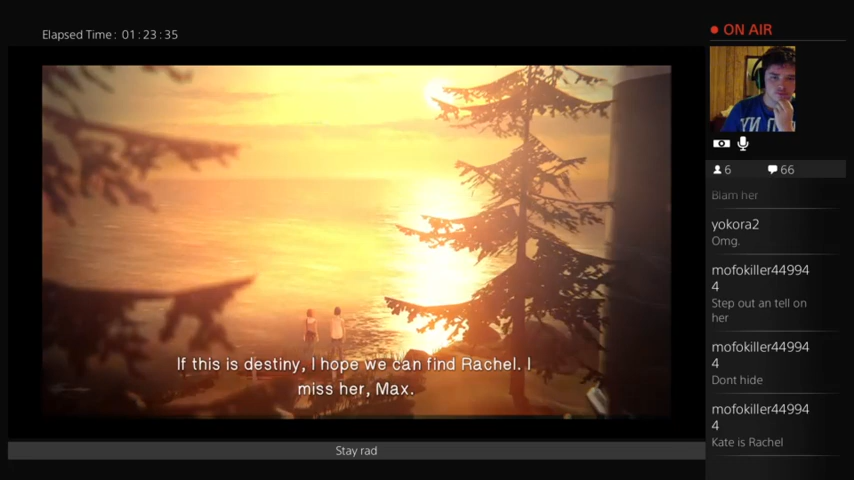 Elapsed Time: 01:23:35
ON AIR
6
66
Blam her
yokora2
Omg.
mofokiller44994
4
Step out an tell on
her
mofokiller44994
4
Dont hide
mofokiller44994
4
Kate is Rachel
If this is destiny, I hope we can find Rachel. I
miss her, Max.
Stay rad